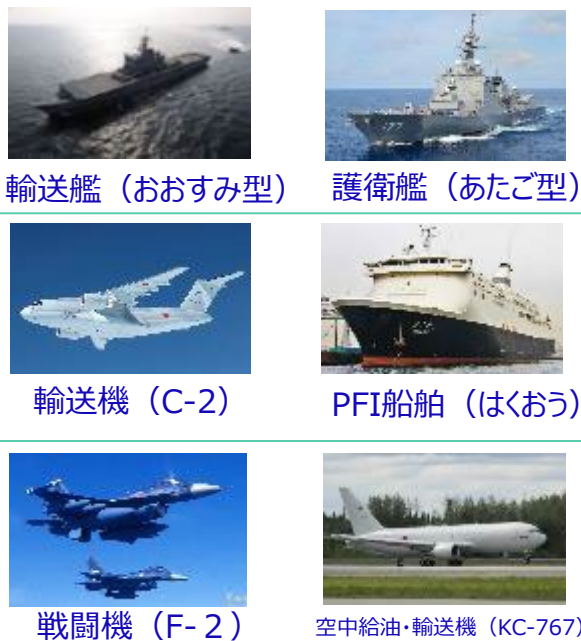 輸送艦（おおすみ型）
護衛艦（あたご型）
177
輸送機（C-2）
PFI船舶（はくおう）
戦闘機（F-２）
空中給油・輸送機（KC-767）